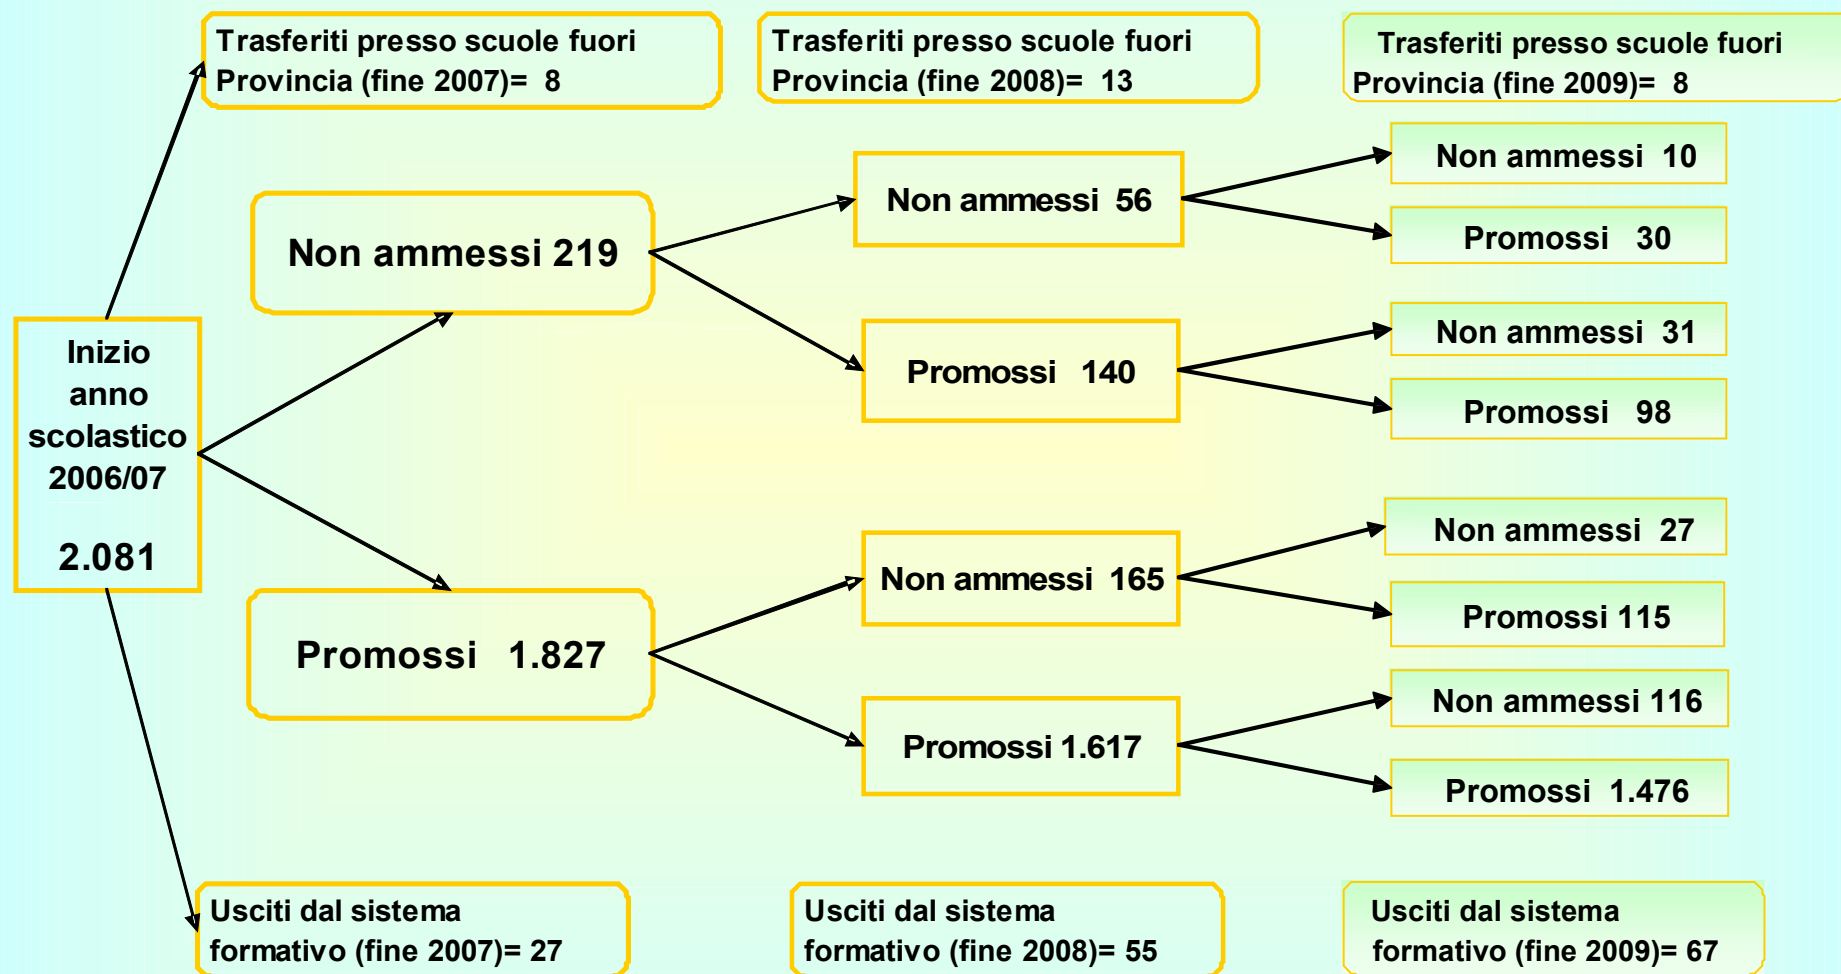 Trasferiti presso scuole fuori
Provincia (fine 2007)= 8
Trasferiti presso scuole fuori
Provincia (fine 2008)= 13
Trasferiti presso scuole fuori
Provincia (fine 2009)= 8
Inizio
anno
scolastico
2006/07
2.081
Non ammessi 219
Promossi 1.827
Non ammessi 56
Promossi 140
Non ammessi 165
Promossi 1.617
Non ammessi 10
Promossi 30
Non ammessi 31
Promossi 98
Non ammessi 27
Promossi 115
Non ammessi 116
Promossi 1.476
Usciti dal sistema
formativo (fine 2007)= 27
Usciti dal sistema
formativo (fine 2008)= 55
Usciti dal sistema
formativo (fine 2009)= 67